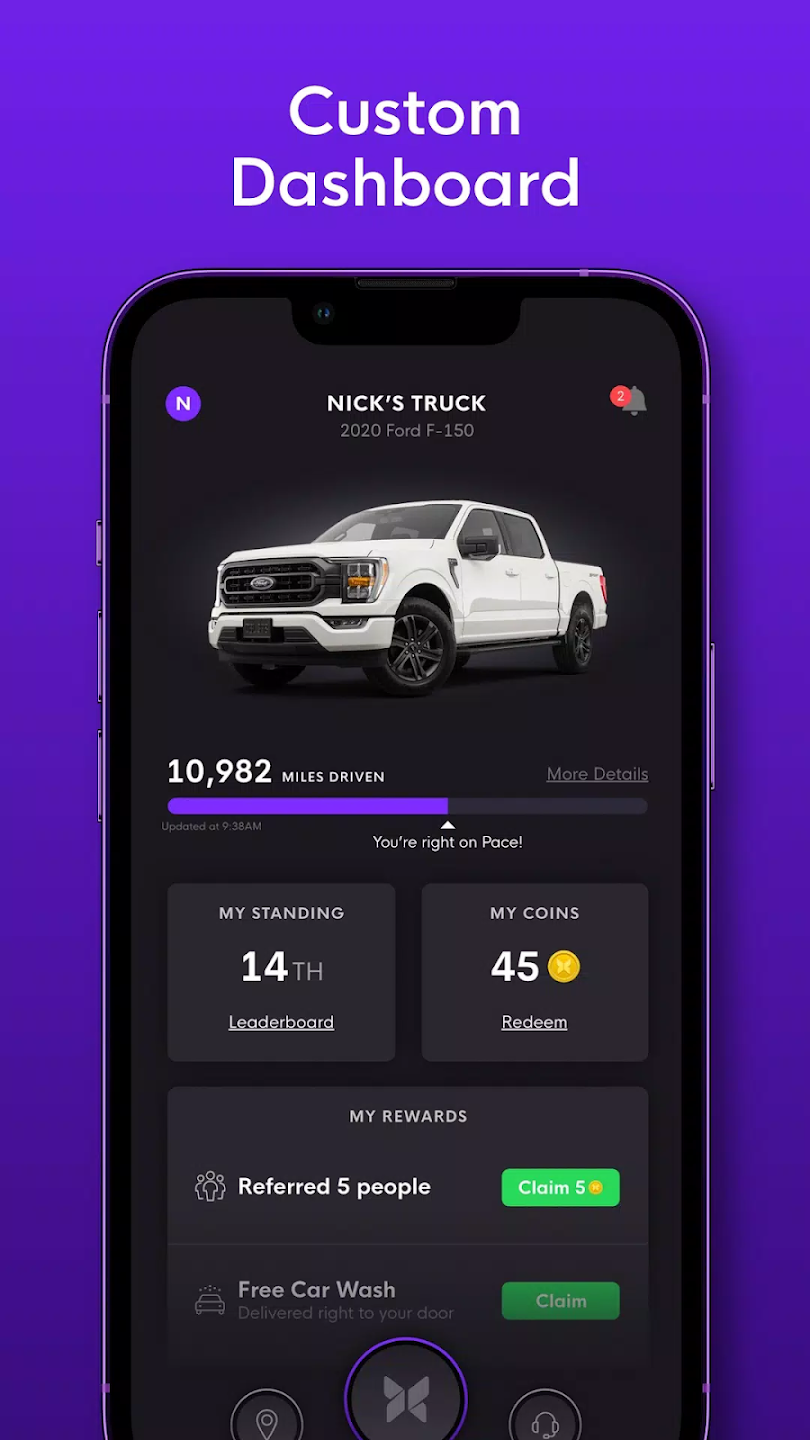 Custom
Dashboard
N
NICK'S TRUCK
2020 Ford F-150
2
Ford
10,982 MILES DRIVEN
More Details
Updated at 9:38AM
You're right on Pace!
MY STANDING
14TH
Leaderboard
MY COINS
45
Redeem
MY REWARDS
Referred 5 people
Claim 5
Free Car Wash
Delivered right to your door
Claim